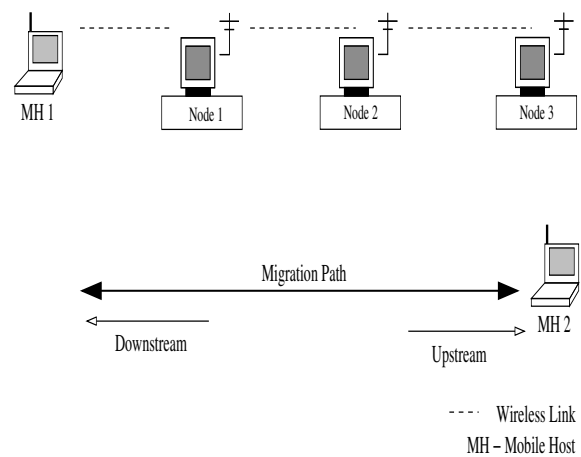 MH 1
Node 1
Node 2
Node 3
Migration Path
MH 2
Downstream
Upstream
Wireless Link
MH – Mobile Host